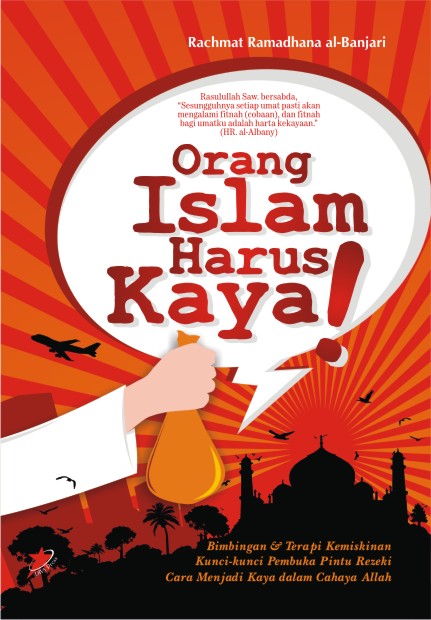 Rachmat Ramadhana al-Banjari
Rasulullah Saw. bersabda,
“Sesungguhnya setiap umat pasti akan
mengalami fitnah (cobaan), dan fitnah
bagi umatku adalah harta kekayaan.”
(HR. al-Albany)
Orang
Islam
Harus
Kaya!
Bimbingan & Terapi Kemiskinan
Kunci-kunci Pembuka Pintu Rezeki
Cara Menjadi Kaya dalam Cahaya Allah